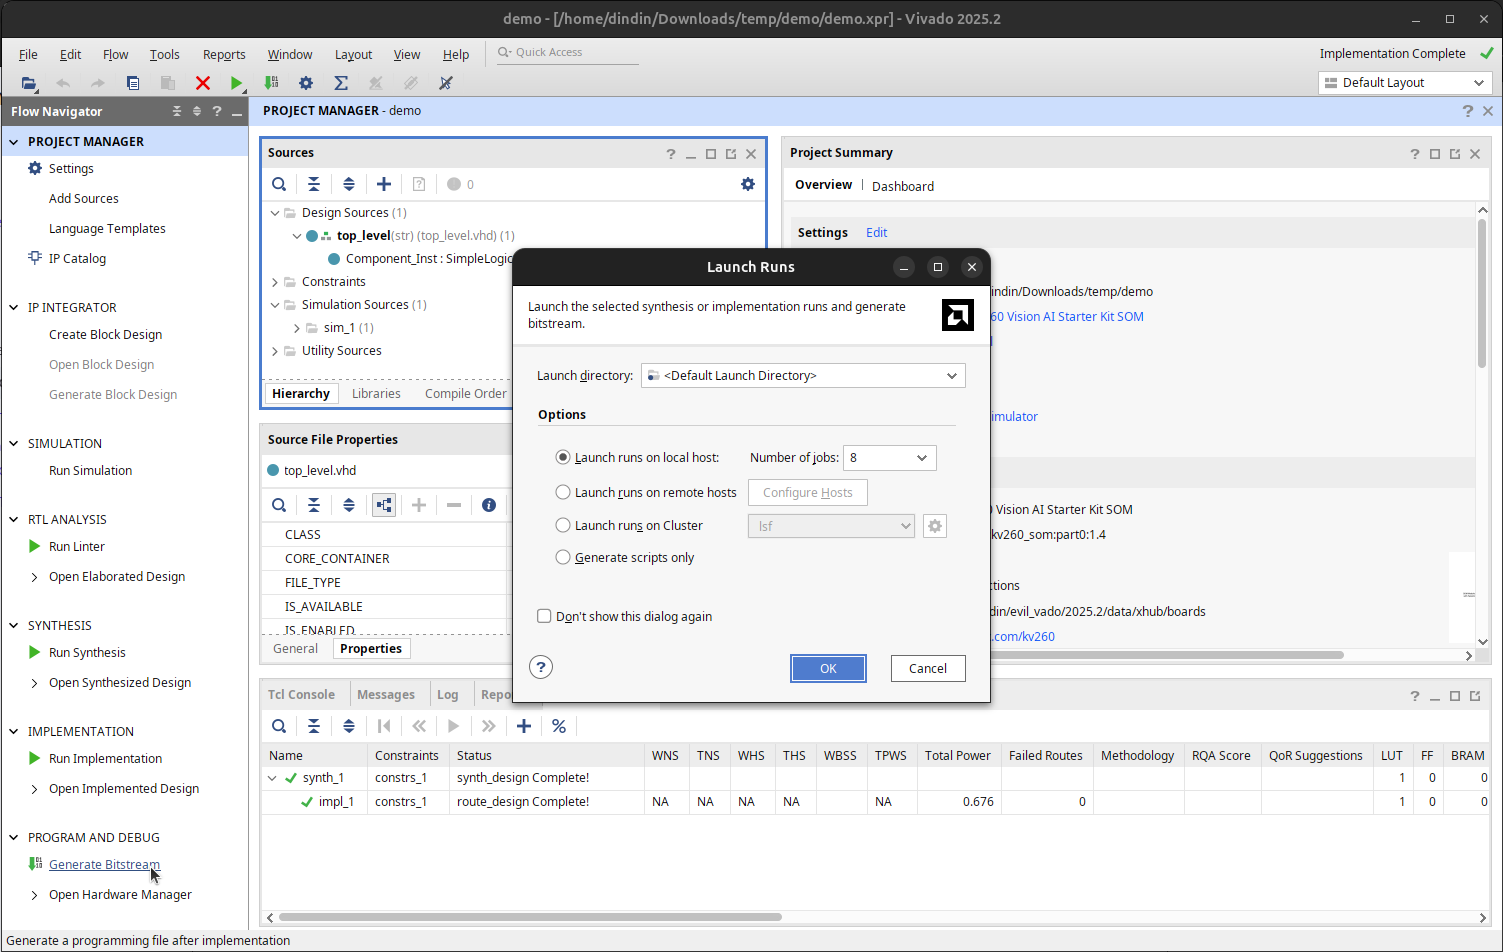 demo - [/home/dindin/Downloads/temp/demo/demo.xpr] - Vivado 2025.2
File Edit Flow Tools Reports Window Layout View Help Quick Access
Implementation Complete
Default Layout
Flow Navigator
PROJECT MANAGER
Settings
Add Sources
Language Templates
IP Catalog
IP INTEGRATOR
Create Block Design
Open Block Design
Generate Block Design
SIMULATION
Run Simulation
RTL ANALYSIS
Run Linter
Open Elaborated Design
SYNTHESIS
Run Synthesis
Open Synthesized Design
IMPLEMENTATION
Run Implementation
Open Implemented Design
PROGRAM AND DEBUG
Generate Bitstream
Open Hardware Manager
PROJECT MANAGER - demo
Sources
0
Design Sources (1)
top_level(str) (top_level.vhd) (1)
Component_Inst : SimpleLogic
Constraints
Simulation Sources (1)
sim_1 (1)
Utility Sources
Hierarchy Libraries Compile Order
Source File Properties
top_level.vhd
CLASS
CORE_CONTAINER
FILE_TYPE
IS_AVAILABLE
IS_ENABLED
General Properties
Project Summary
Overview | Dashboard
Settings Edit
indin/Downloads/temp/demo
60 Vision AI Starter Kit SOM
imulator
Vision AI Starter Kit SOM
kv260_som:part0:1.4
ctions
din/evil_vado/2025.2/data/xhub/boards
.com/kv260
Launch Runs
Launch the selected synthesis or implementation runs and generate
bitstream.
Launch directory: <Default Launch Directory>
Options
Launch runs on local host: Number of jobs: 8
Launch runs on remote hosts Configure Hosts
Launch runs on Cluster lsf
Generate scripts only
Don't show this dialog again
? OK Cancel
Tcl Console Messages Log Repo
Name Constraints Status WNS TNS WHS THS WBSS TPWS Total Power Failed Routes Methodology RQA Score QoR Suggestions LUT FF BRAM
synth_1 constrs_1 synth_design Complete! 1 0 0
impl_1 constrs_1 route_design Complete! NA NA NA NA NA 0.676 0 1 0 0
Generate a programming file after implementation